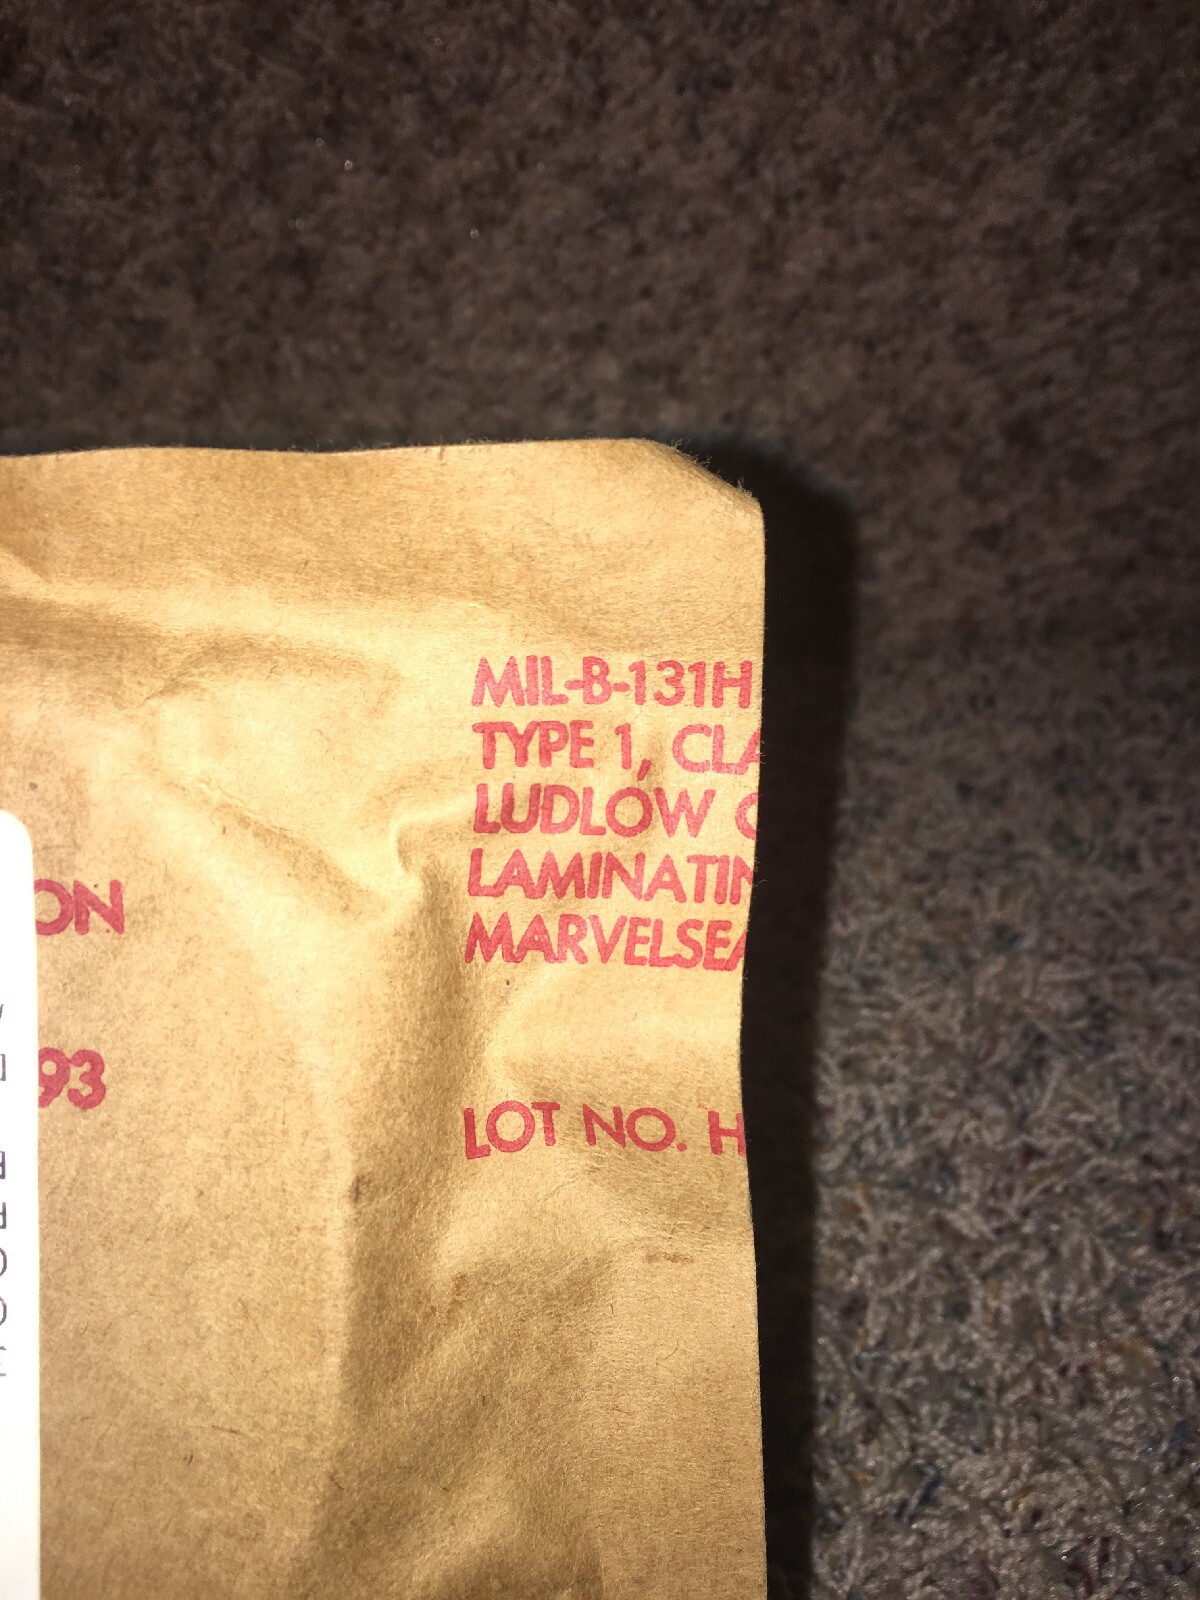 MIL-B-131H
TYPE 1, CLA
LUDLOW C
LAMINATIN
MARVELSEA
ON
93
LOT NO. H